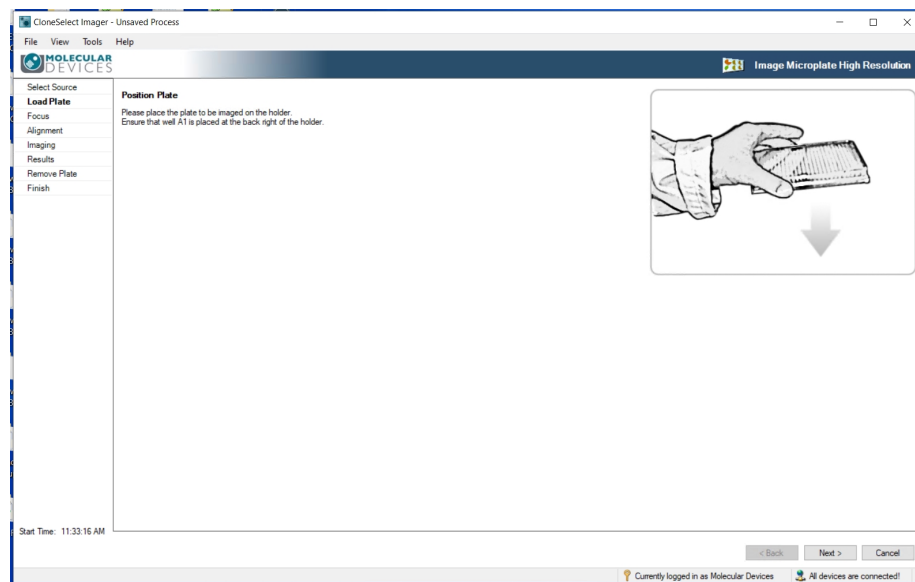 CloneSelect Imager - Unsaved Process
File View Tools Help
MOLECULAR
DEVICES
Image Microplate High Resolution
Select Source
Load Plate
Focus
Alignment
Imaging
Results
Remove Plate
Finish
Position Plate
Please place the plate to be imaged on the holder.
Ensure that well A1 is placed at the back right of the holder.
Start Time: 11:33:16 AM
< Back Next > Cancel
Currently logged in as Molecular Devices All devices are connected!